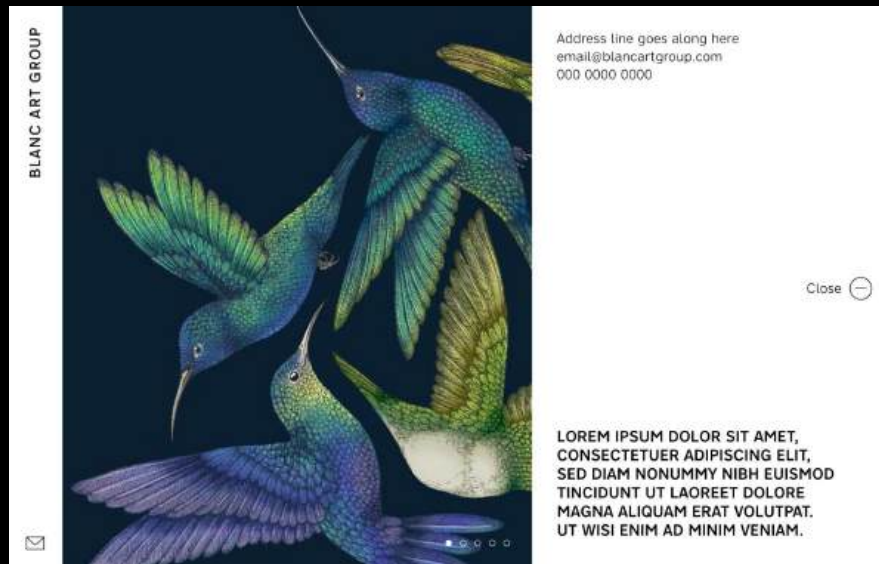 BLANC ART GROUP
Address line goes along here
email@blancartgroup.com
000 0000 0000
Close
LOREM IPSUM DOLOR SIT AMET,
CONSECTETUER ADIPISCING ELIT,
SED DIAM NONUMMY NIBH EUISMOD
TINCIDUNT UT LAOREET DOLORE
MAGNA ALIQUAM ERAT VOLUTPAT.
UT WISI ENIM AD MINIM VENIAM.